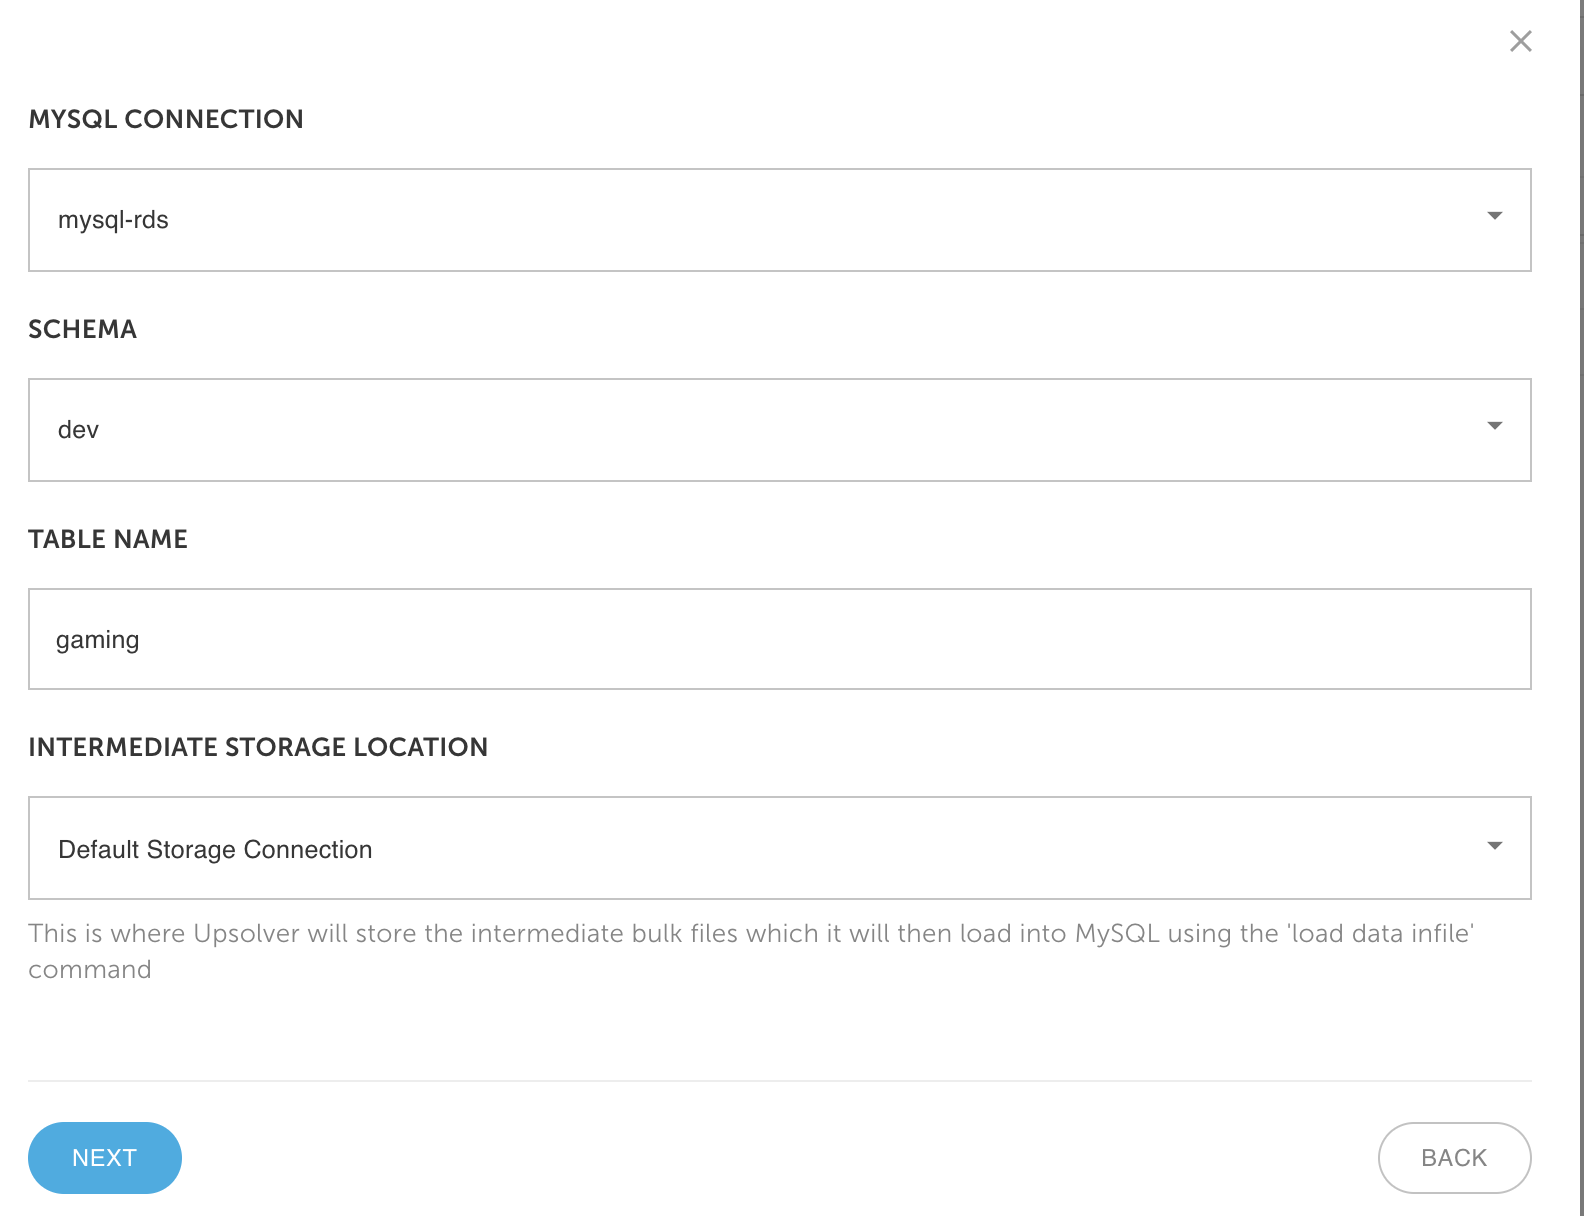 MYSQL CONNECTION
mysql-rds
SCHEMA
dev
TABLE NAME
gaming
INTERMEDIATE STORAGE LOCATION
Default Storage Connection
This is where Upsolver will store the intermediate bulk files which it will then load into MySQL using the 'load data infile'
command
NEXT
BACK